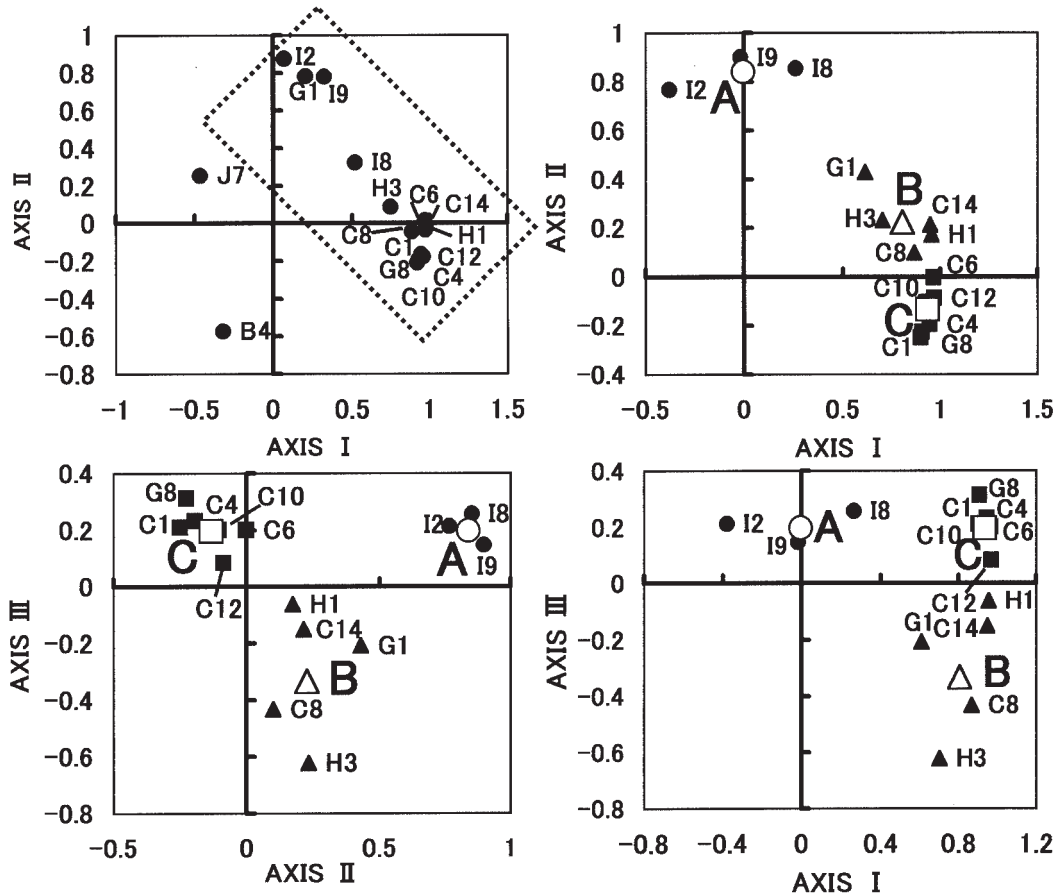 1
0.8
0.6
0.4
0.2
0
-0.2
-0.4
-0.6
-0.8
AXIS II
I2
G1
I9
J7
I8
H3
C6
C14
C8
H1
C1
C12
G8
C4
C10
B4
-1
-0.5
0
0.5
1
1.5
AXIS I
1
0.8
0.6
0.4
0.2
0
-0.2
-0.4
AXIS II
I9
I8
I2
A
G1
B
H3
C14
H1
C8
C6
C10
C12
C
C4
C1
G8
-0.5
0
0.5
1
1.5
AXIS I
0.4
0.2
0
-0.2
-0.4
-0.6
-0.8
AXIS III
G8
C4
C10
C1
C6
C
C12
I2
I8
A
I9
H1
C14
G1
B
C8
H3
-0.5
0
0.5
1
AXIS II
0.4
0.2
0
-0.2
-0.4
-0.6
-0.8
AXIS III
I2
I8
A
I9
G8
C1
C4
C10
C6
C
C12
H1
G1
C14
B
C8
H3
-0.8
-0.4
0
0.4
0.8
1.2
AXIS I